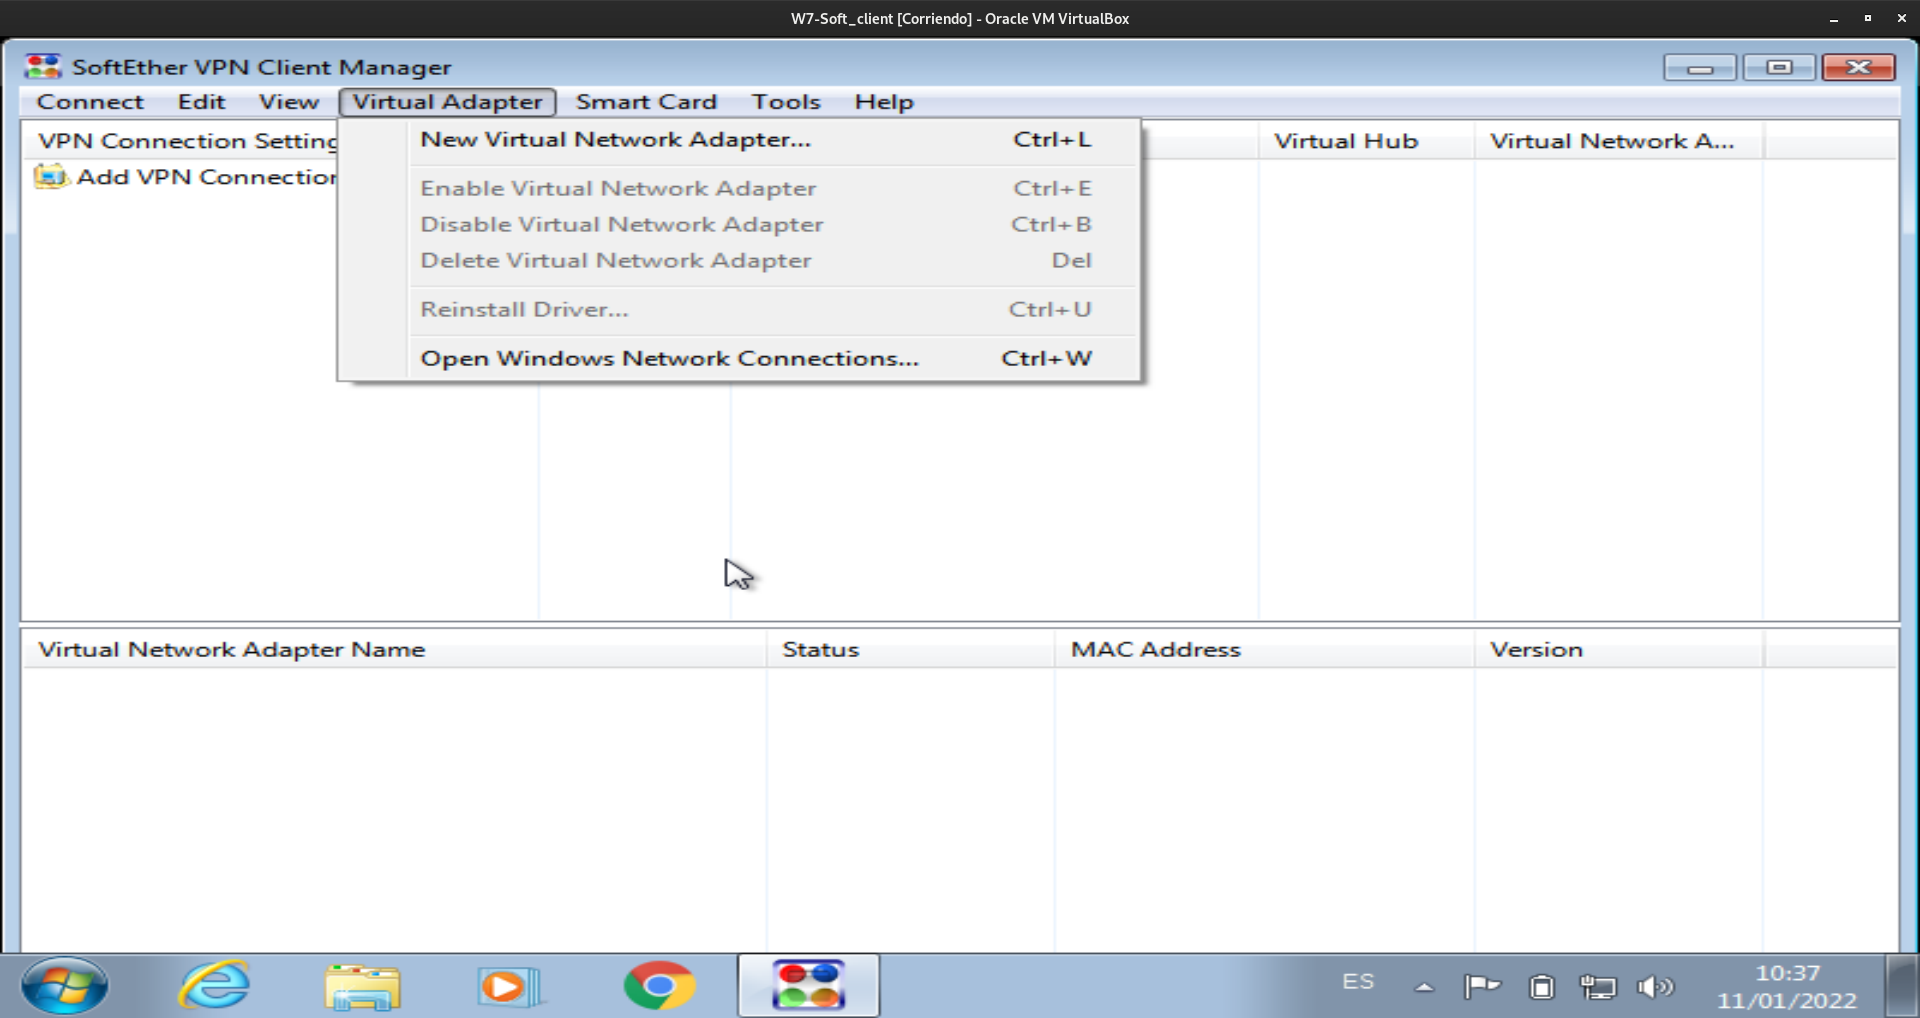 W7-Soft_client [Corriendo] - Oracle VM VirtualBox
SoftEther VPN Client Manager
Connect Edit View Virtual Adapter Smart Card Tools Help
VPN Connection Setting Virtual Hub Virtual Network A...
Add VPN Connection
New Virtual Network Adapter... Ctrl+L
Enable Virtual Network Adapter Ctrl+E
Disable Virtual Network Adapter Ctrl+B
Delete Virtual Network Adapter Del
Reinstall Driver... Ctrl+U
Open Windows Network Connections... Ctrl+W
Virtual Network Adapter Name Status MAC Address Version
ES
10:37
11/01/2022